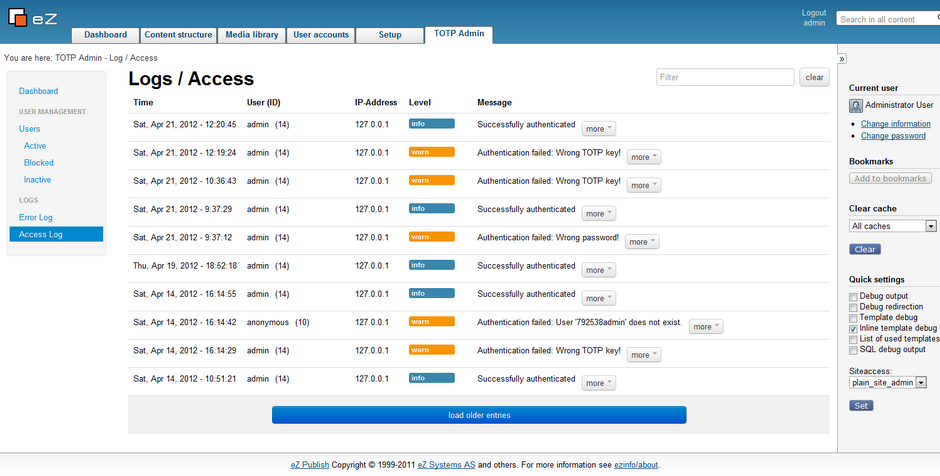 eZ
Logout
admin
Search in all content
Dashboard
Content structure
Media library
User accounts
Setup
TOTP Admin
You are here: TOTP Admin - Log / Access
Dashboard
USER MANAGEMENT
Users
Active
Blocked
Inactive
LOGS
Error Log
Access Log
Logs / Access
Filter
clear
Time User (ID) IP-Address Level Message
Sat, Apr 21, 2012 - 12:20:45 admin (14) 127.0.0.1 info Successfully authenticated more
Sat, Apr 21, 2012 - 12:19:24 admin (14) 127.0.0.1 warn Authentication failed: Wrong TOTP key! more
Sat, Apr 21, 2012 - 10:36:43 admin (14) 127.0.0.1 warn Authentication failed: Wrong TOTP key! more
Sat, Apr 21, 2012 - 9:37:29 admin (14) 127.0.0.1 info Successfully authenticated more
Sat, Apr 21, 2012 - 9:37:12 admin (14) 127.0.0.1 warn Authentication failed: Wrong password! more
Thu, Apr 19, 2012 - 18:52:18 admin (14) 127.0.0.1 info Successfully authenticated more
Sat, Apr 14, 2012 - 16:14:55 admin (14) 127.0.0.1 info Successfully authenticated more
Sat, Apr 14, 2012 - 16:14:42 anonymous (10) 127.0.0.1 warn Authentication failed: User '792538admin' does not exist. more
Sat, Apr 14, 2012 - 16:14:29 admin (14) 127.0.0.1 warn Authentication failed: Wrong TOTP key! more
Sat, Apr 14, 2012 - 10:51:21 admin (14) 127.0.0.1 info Successfully authenticated more
load older entries
»
Current user
Administrator User
Change information
Change password
Bookmarks
Add to bookmarks
Clear cache
All caches
Clear
Quick settings
Debug output
Debug redirection
Template debug
Inline template debug
List of used templates
SQL debug output
Siteaccess:
plain_site_admin
Set
eZ Publish Copyright © 1999-2011 eZ Systems AS and others. For more information see ezinfo/about.